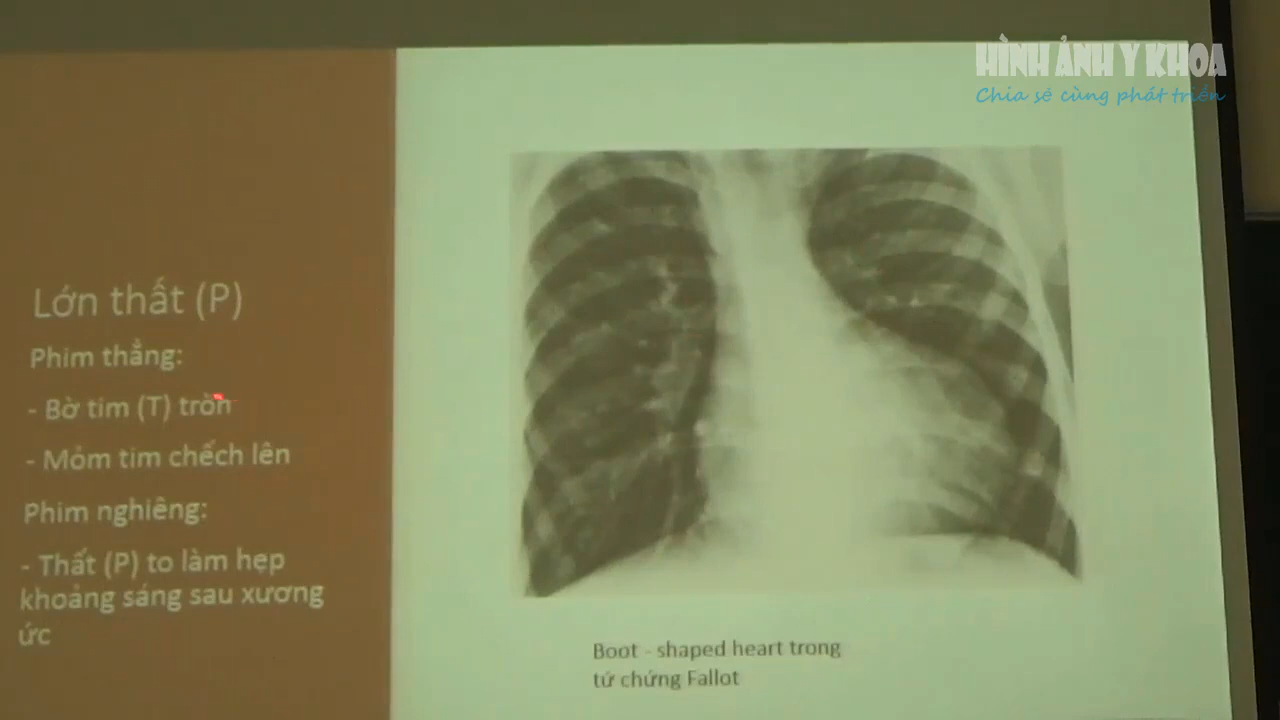 HÌNH ẢNH Y KHOA
Chia sẻ cùng phát triển
Lớn thất (P)
Phim thẳng:
- Bờ tim (T) tròn
- Mỏm tim chếch lên
Phim nghiêng:
- Thất (P) to làm hẹp
khoảng sáng sau xương
ức
Boot - shaped heart trong
tứ chứng Fallot